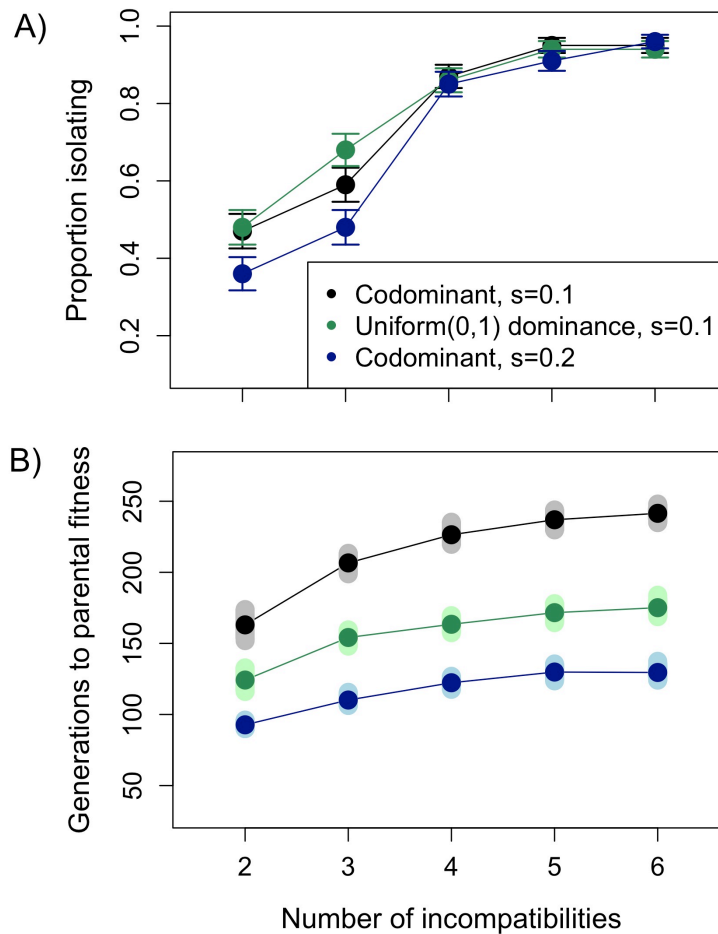 A)
Proportion isolating
1.0
0.8
0.6
0.4
0.2
Codominant, s=0.1
Uniform(0,1) dominance, s=0.1
Codominant, s=0.2
B)
Generations to parental fitness
250
200
150
100
50
2 3 4 5 6
Number of incompatibilities